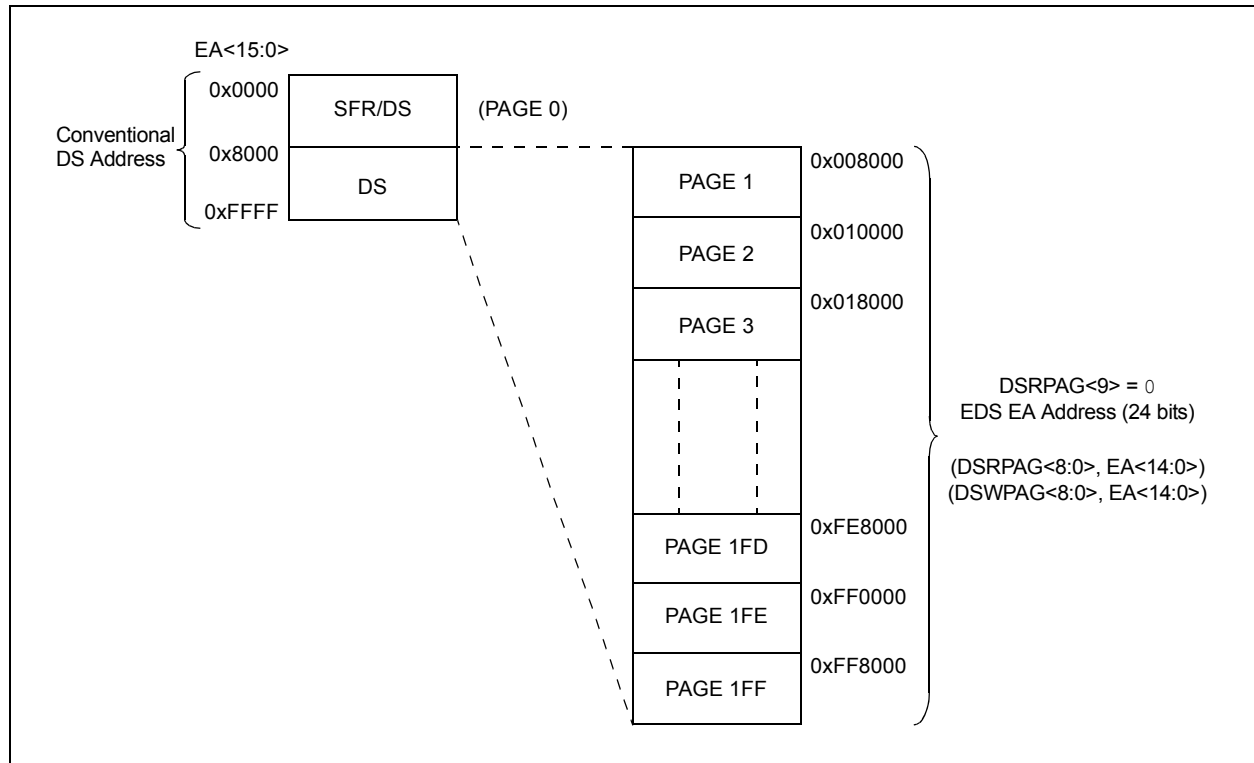 EA<15:0>
0x0000
SFR/DS
(PAGE 0)
Conventional
DS Address
0x8000
DS
0xFFFF
PAGE 1
0x008000
PAGE 2
0x010000
PAGE 3
0x018000
DSRPAG<9> = 0
EDS EA Address (24 bits)
(DSRPAG<8:0>, EA<14:0>)
(DSWPAG<8:0>, EA<14:0>)
PAGE 1FD
0xFE8000
PAGE 1FE
0xFF0000
PAGE 1FF
0xFF8000